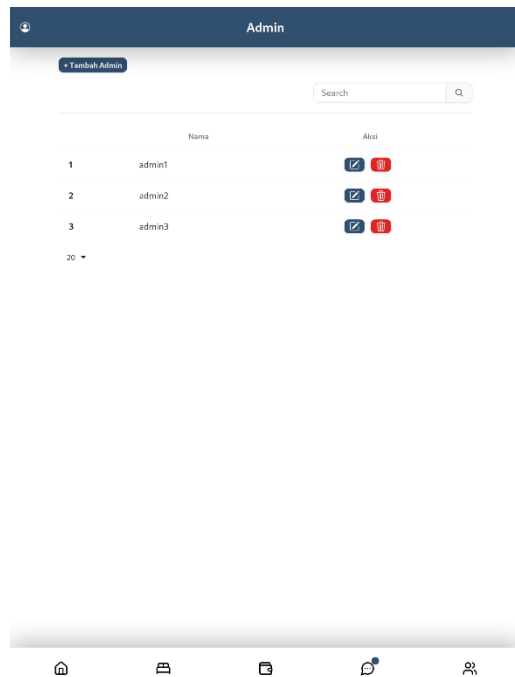 Admin
+ Tambah Admin
Search
Nama Aksi
1 admin1
2 admin2
3 admin3
20